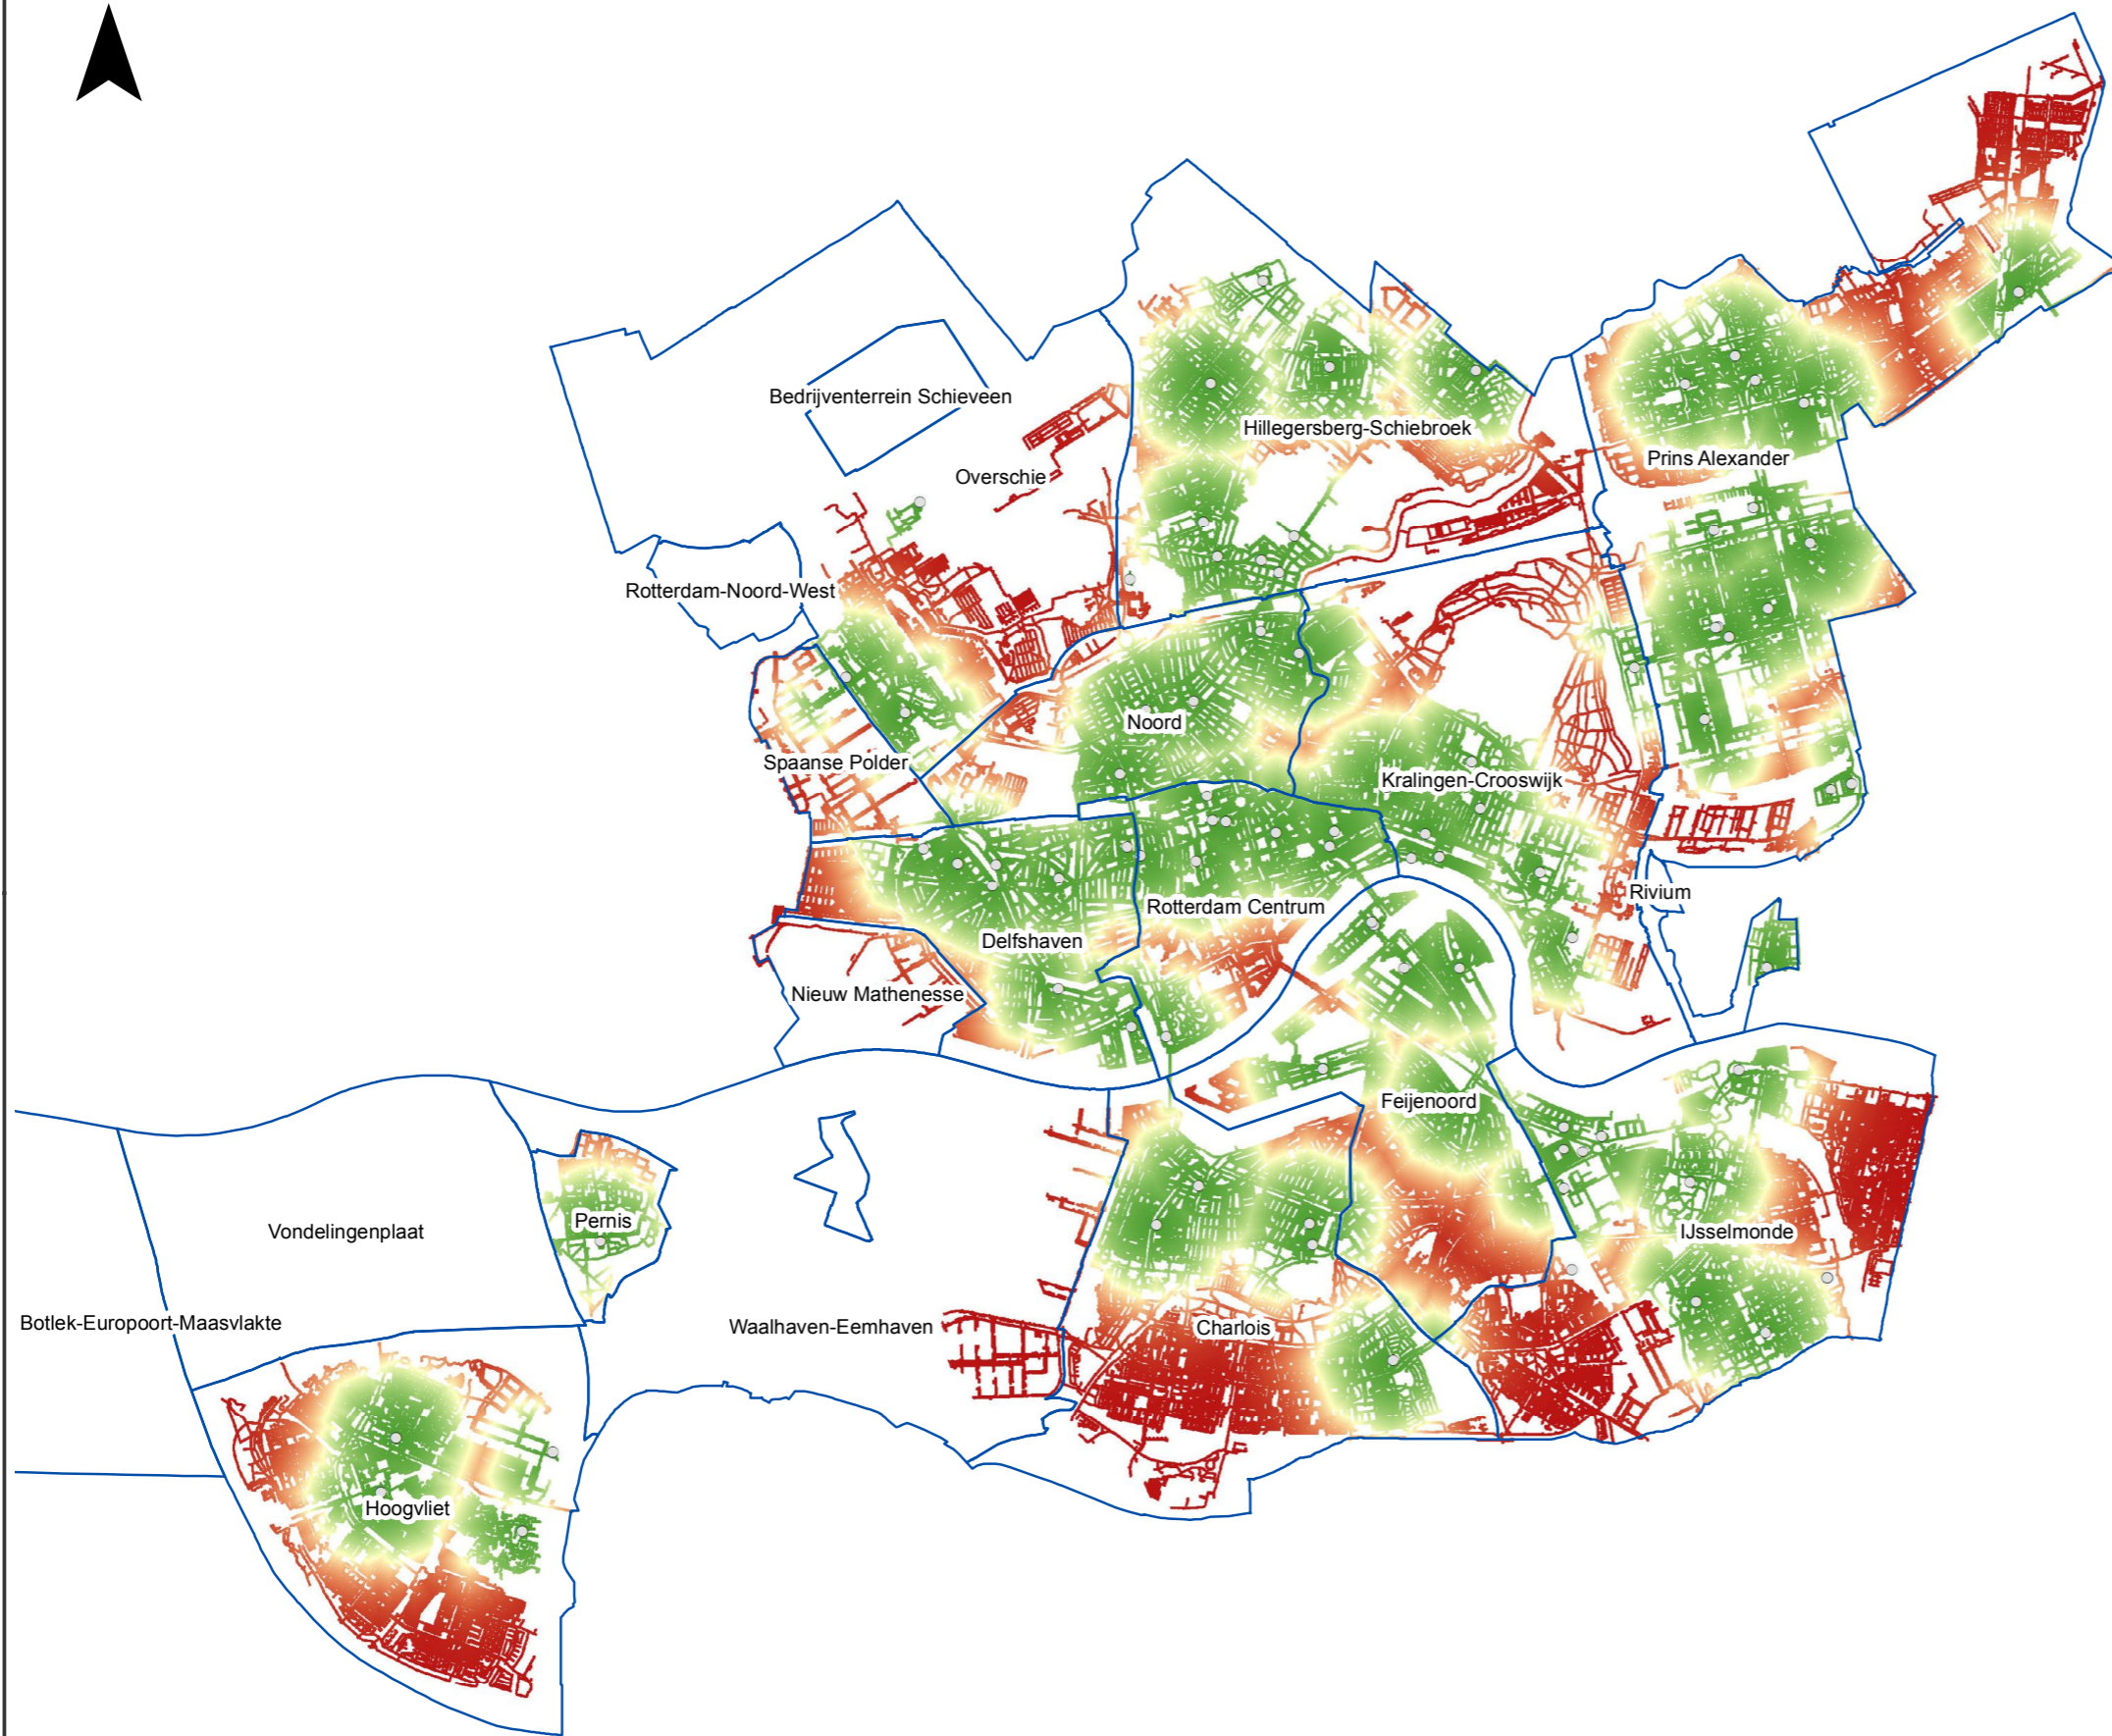 Bedrijventerrein Schieveen
Hillegersberg-Schiebroek
Prins Alexander
Overschie
Rotterdam-Noord-West
Noord
Spaanse Polder
Kralingen-Crooswijk
Rivium
Rotterdam Centrum
Delfshaven
Nieuw Mathenesse
Feijenoord
Pernis
Vondelingenplaat
IJsselmonde
Botlek-Europoort-Maasvlakte
Waalhaven-Eemhaven
Charlois
Hoogvliet